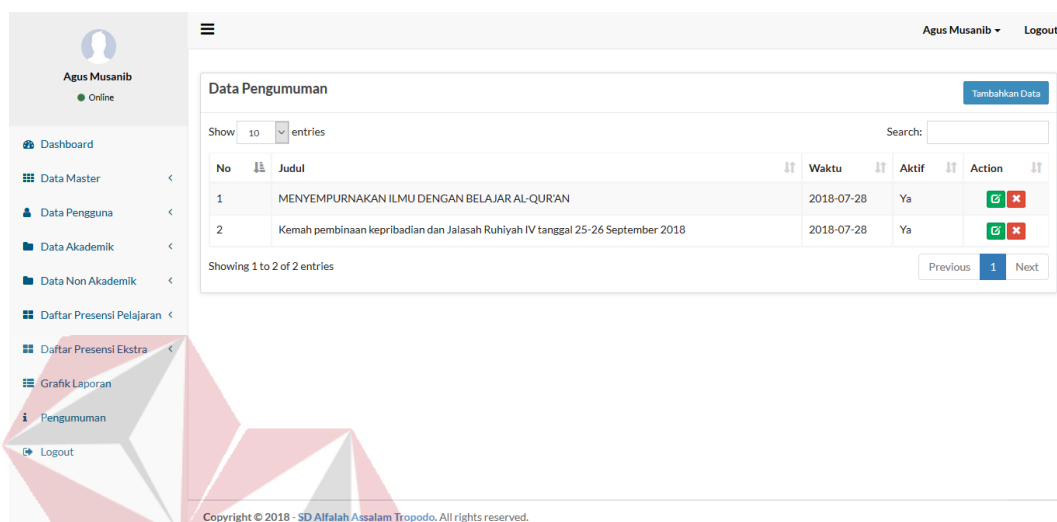 Agus Musanib
Logout
Agus Musanib
Online
Dashboard
Data Master
Data Pengguna
Data Akademik
Data Non Akademik
Daftar Presensi Pelajaran
Daftar Presensi Ekstra
Grafik Laporan
Pengumuman
Logout
Data Pengumuman
Tambahkan Data
Show 10 entries
Search:
No Judul Waktu Aktif Action
1 MENYEMPURNAKAN ILMU DENGAN BELAJAR AL-QUR'AN 2018-07-28 Ya
2 Kemah pembinaan kepribadian dan Jalasah Ruhiyah IV tanggal 25-26 September 2018 2018-07-28 Ya
Showing 1 to 2 of 2 entries
Previous 1 Next
Copyright © 2018 - SD Alfalah Assalam Tropodo. All rights reserved.